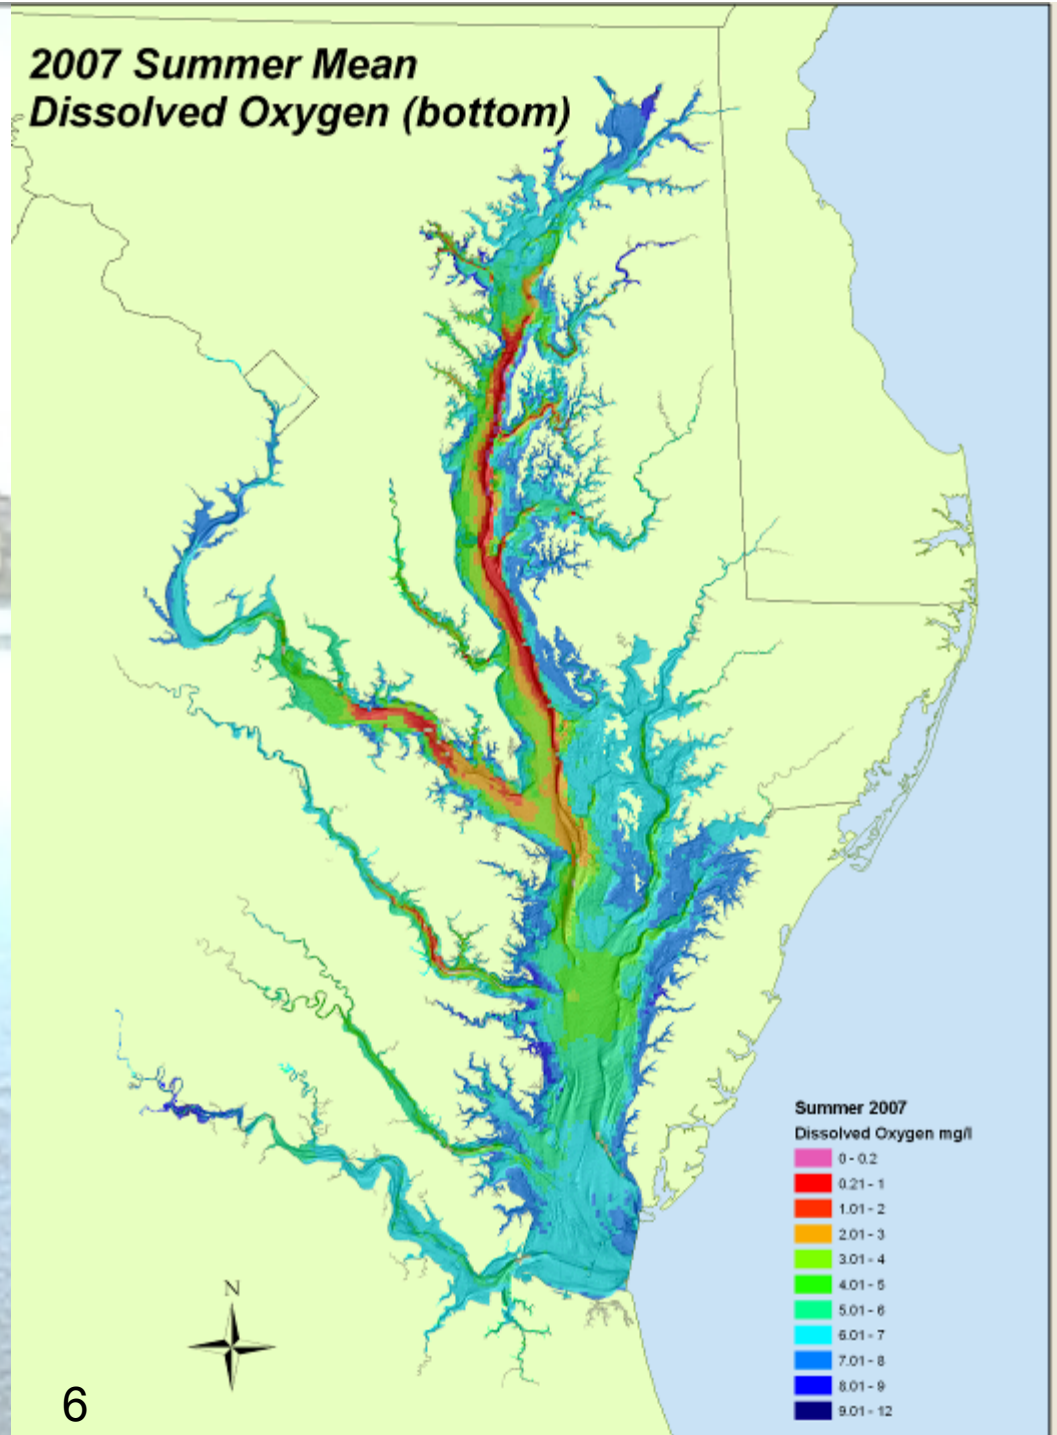 2007 Summer Mean
Dissolved Oxygen (bottom)
Summer 2007
Dissolved Oxygen mg/l
0 - 0.2
0.21 - 1
1.01 - 2
2.01 - 3
3.01 - 4
4.01 - 5
5.01 - 6
6.01 - 7
7.01 - 8
8.01 - 9
9.01 - 12
N
6